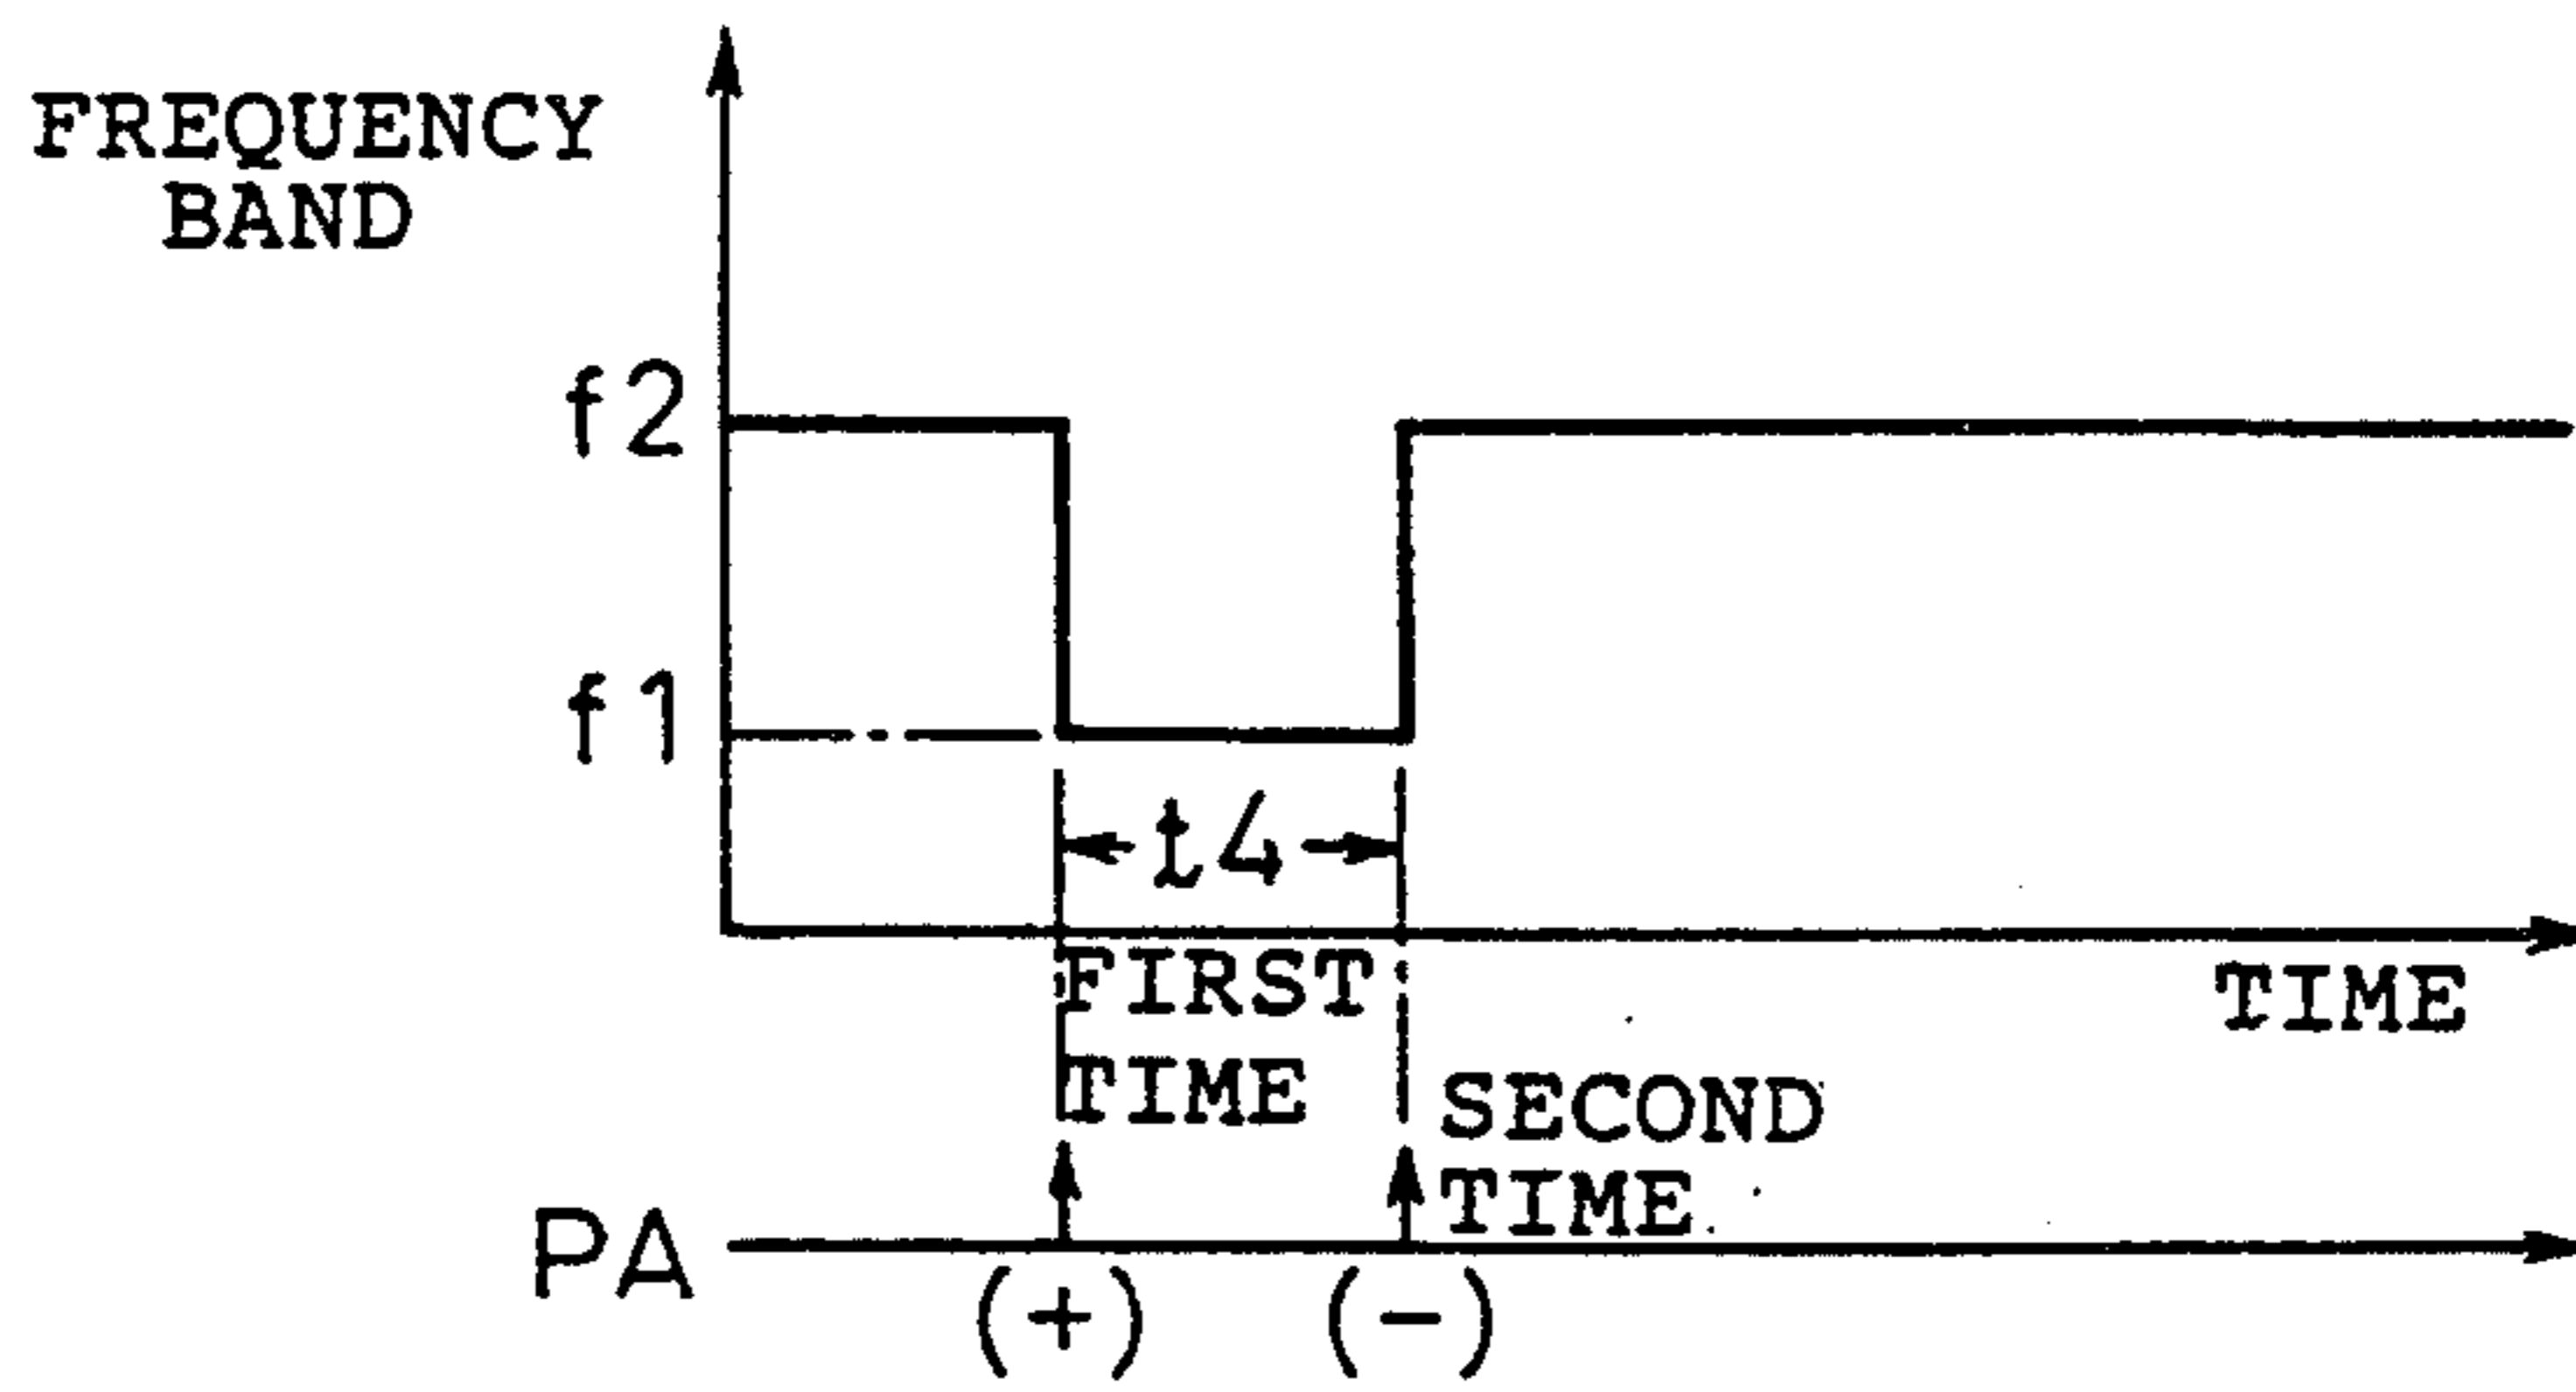 FREQUENCY
BAND
f2
f1
t4
FIRST
TIME
TIME
SECOND
TIME
PA
(+)
(-)